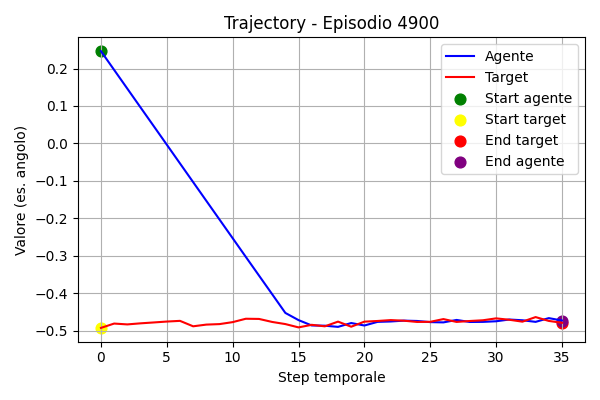 Trajectory - Episodio 4900
Valore (es. angolo)
0.2
0.1
0.0
−0.1
−0.2
−0.3
−0.4
−0.5
Agente
Target
Start agente
Start target
End target
End agente
0 5 10 15 20 25 30 35
Step temporale